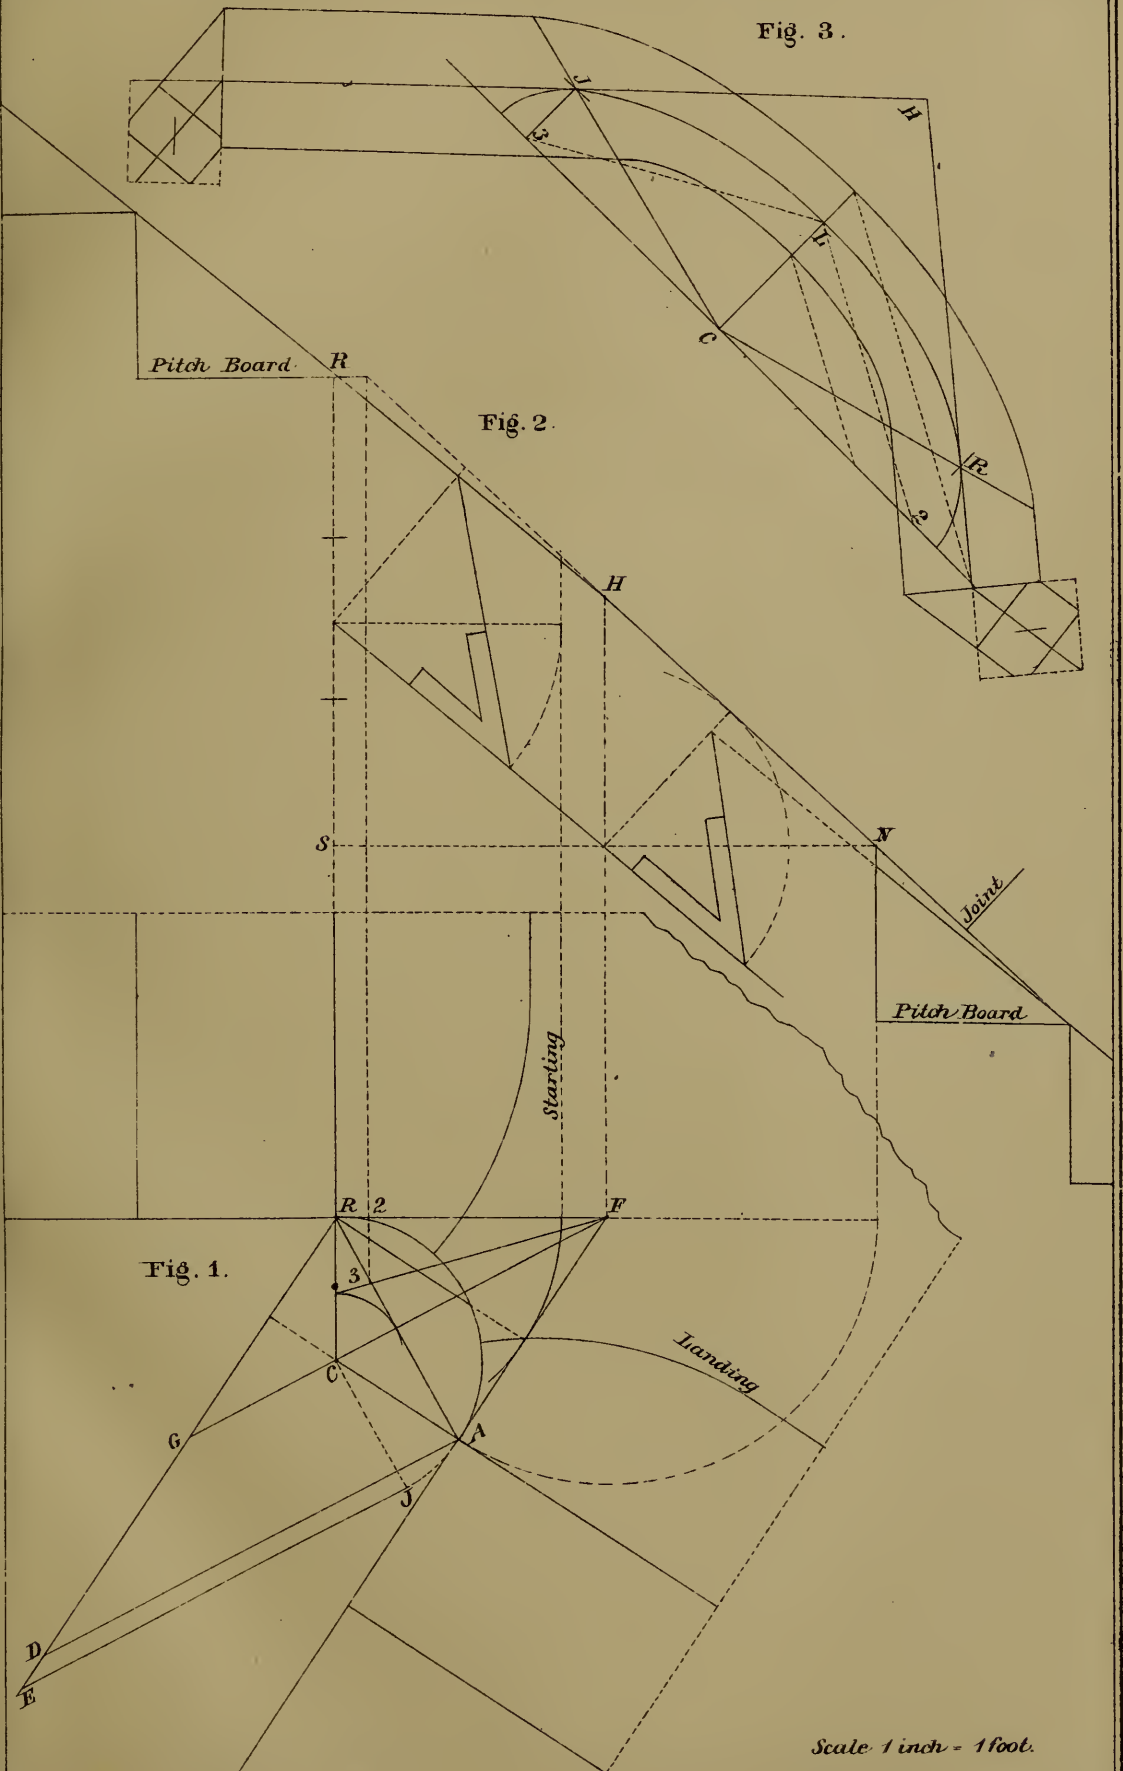 Fig. 3.
J
H
3
L
C
R
2
Pitch Board
R
Fig. 2.
H
S
N
Joint
Pitch Board
Starting
R 2
F
Fig. 1.
3
C
Landing
G
A
J
D
E
Scale 1 inch = 1 foot.